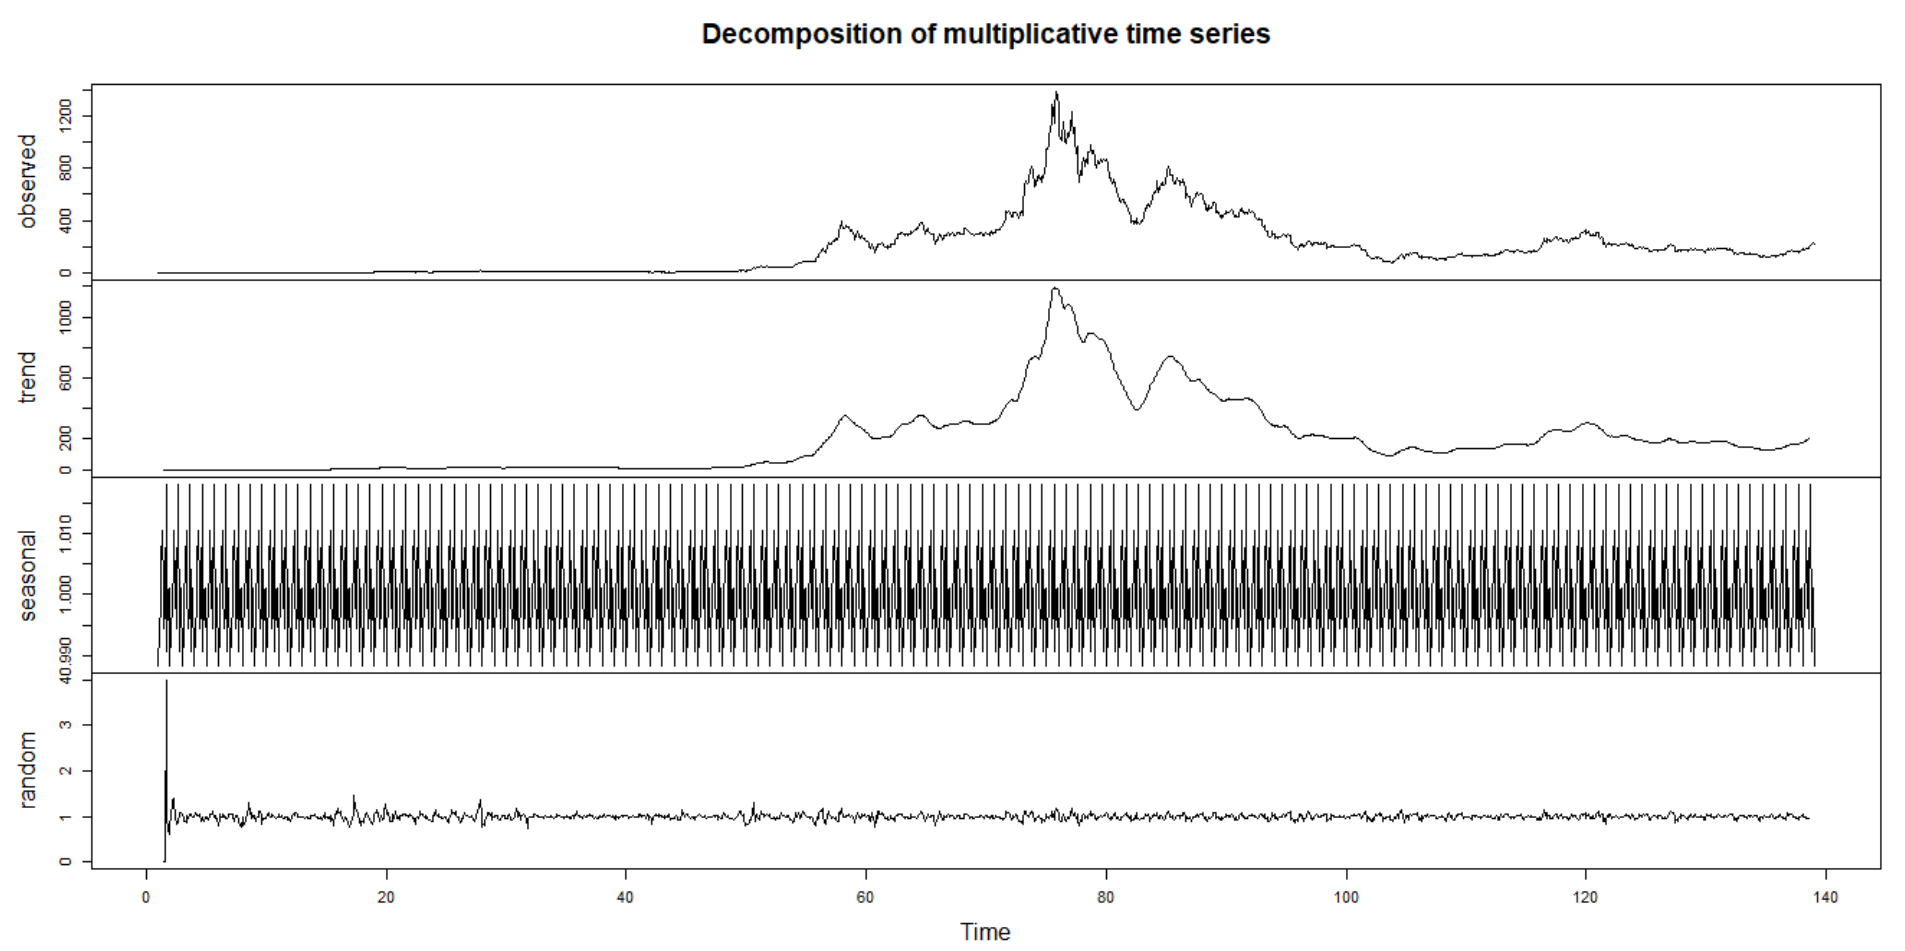 Decomposition of multiplicative time series
observed
0 400 800 1200
trend
0 200 600 1000
seasonal
0.990 1.000 1.010
random
0 1 2 3 4
0 20 40 60 80 100 120 140
Time